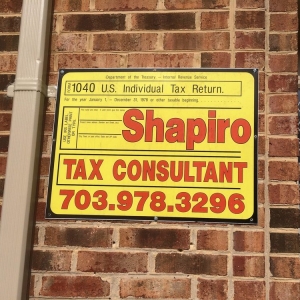 Department of the Treasury - Internal Revenue Service
1040 U.S. Individual Tax Return.
For the year January 1 - December 31, 1978 or other taxable beginning
Shapiro
TAX CONSULTANT
703.978.3296